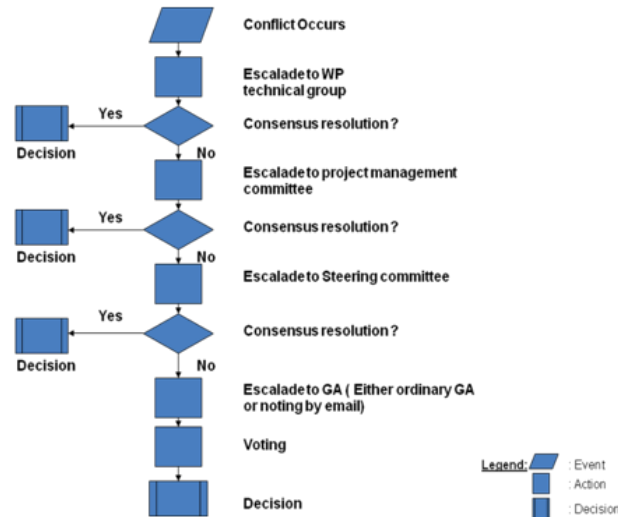 Conflict Occurs
Escalade to WP
technical group
Yes
Consensus resolution ?
Decision
No
Escalade to project management
committee
Yes
Consensus resolution ?
Decision
No
Escalade to Steering committee
Yes
Consensus resolution ?
Decision
No
Escalade to GA ( Either ordinary GA
or noting by email)
Voting
Decision
Legend:
: Event
: Action
: Decision